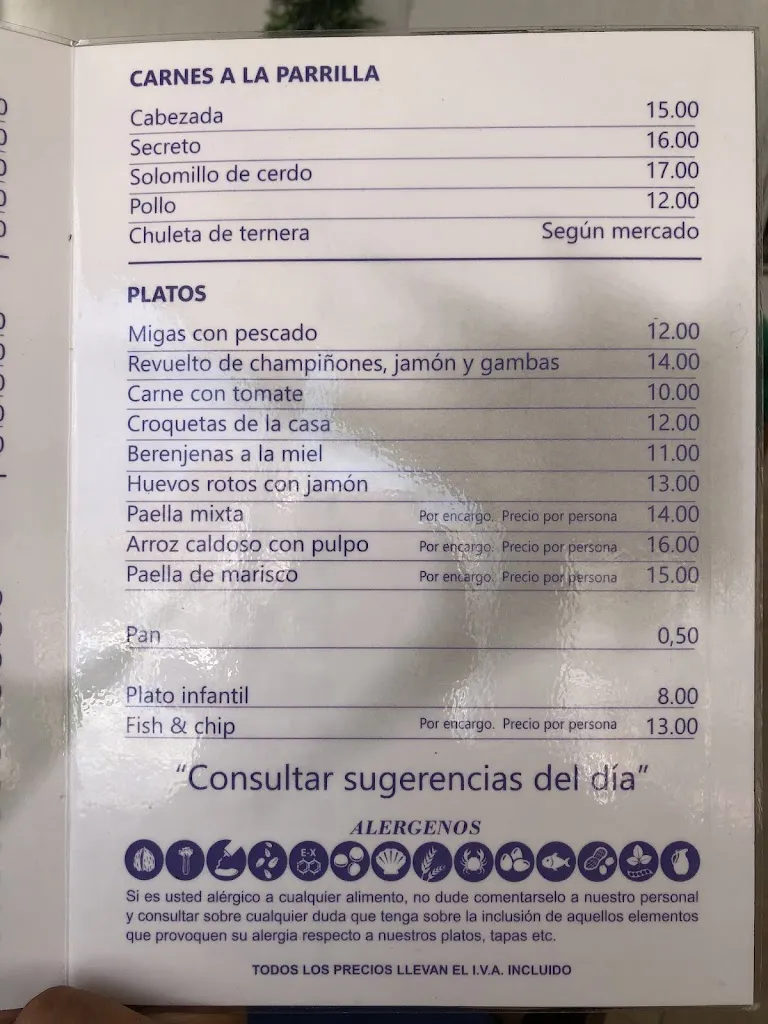 CARNES A LA PARRILLA
Cabezada 15.00
Secreto 16.00
Solomillo de cerdo 17.00
Pollo 12.00
Chuleta de ternera Según mercado
PLATOS
Migas con pescado 12.00
Revuelto de champiñones, jamón y gambas 14.00
Carne con tomate 10.00
Croquetas de la casa 12.00
Berenjenas a la miel 11.00
Huevos rotos con jamón 13.00
Paella mixta Por encargo. Precio por persona 14.00
Arroz caldoso con pulpo Por encargo. Precio por persona 16.00
Paella de marisco Por encargo. Precio por persona 15.00
Pan 0,50
Plato infantil 8.00
Fish & chip Por encargo. Precio por persona 13.00
“Consultar sugerencias del día”
ALERGENOS
E-X
Si es usted alérgico a cualquier alimento, no dude comentarselo a nuestro personal
y consultar sobre cualquier duda que tenga sobre la inclusión de aquellos elementos
que provoquen su alergia respecto a nuestros platos, tapas etc.
TODOS LOS PRECIOS LLEVAN EL I.V.A. INCLUIDO